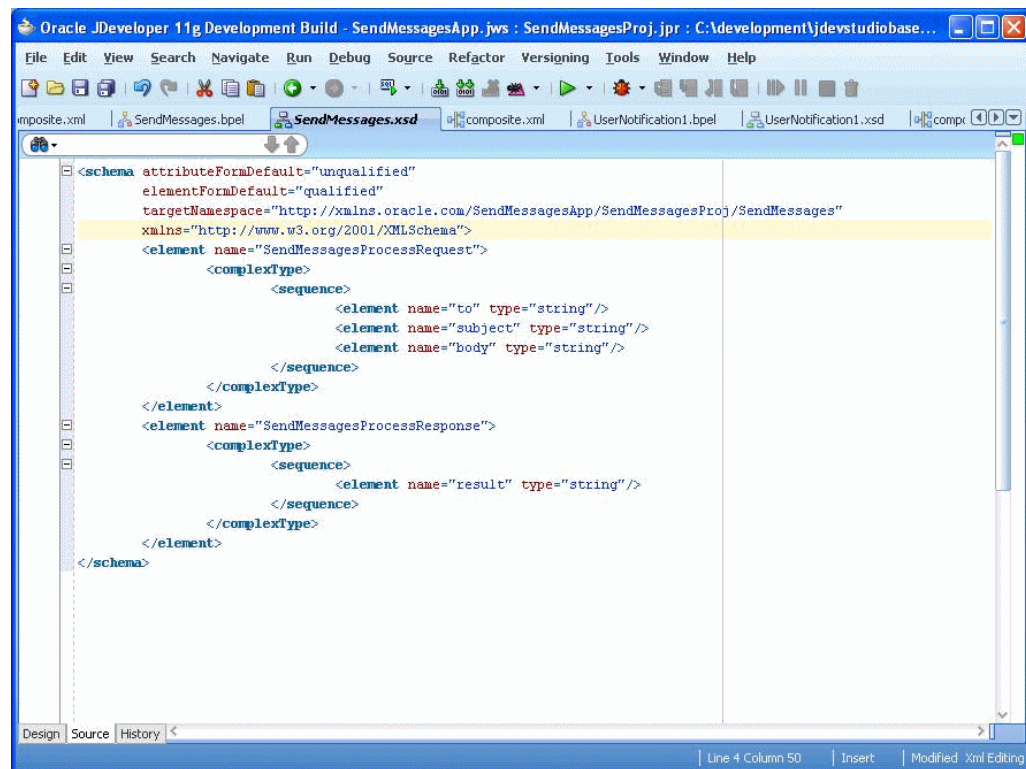 Oracle JDeveloper 11g Development Build - SendMessagesApp.jws : SendMessagesProj.jpr : C:\development\jdevstudiobase...
File Edit View Search Navigate Run Debug Source Refactor Versioning Tools Window Help
mposite.xml SendMessages.bpel SendMessages.xsd composite.xml UserNotification1.bpel UserNotification1.xsd compo
<schema attributeFormDefault="unqualified"
elementFormDefault="qualified"
targetNamespace="http://xmlns.oracle.com/SendMessagesApp/SendMessagesProj/SendMessages"
xmlns="http://www.w3.org/2001/XMLSchema">
<element name="SendMessagesProcessRequest">
<complexType>
<sequence>
<element name="to" type="string"/>
<element name="subject" type="string"/>
<element name="body" type="string"/>
</sequence>
</complexType>
</element>
<element name="SendMessagesProcessResponse">
<complexType>
<sequence>
<element name="result" type="string"/>
</sequence>
</complexType>
</element>
</schema>
Design Source History
Line 4 Column 50 Insert Modified Xml Editing